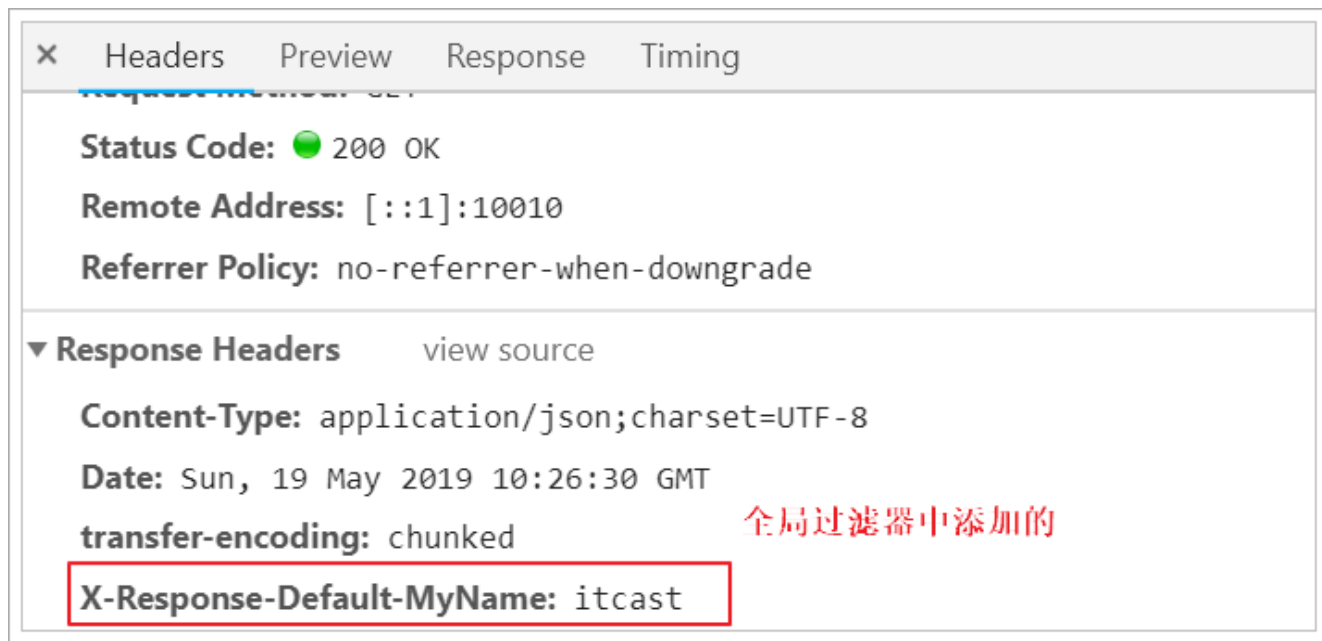 × Headers Preview Response Timing
Status Code: 200 OK
Remote Address: [::1]:10010
Referrer Policy: no-referrer-when-downgrade
Response Headers view source
Content-Type: application/json;charset=UTF-8
Date: Sun, 19 May 2019 10:26:30 GMT
全局过滤器中添加的
transfer-encoding: chunked
X-Response-Default-MyName: itcast